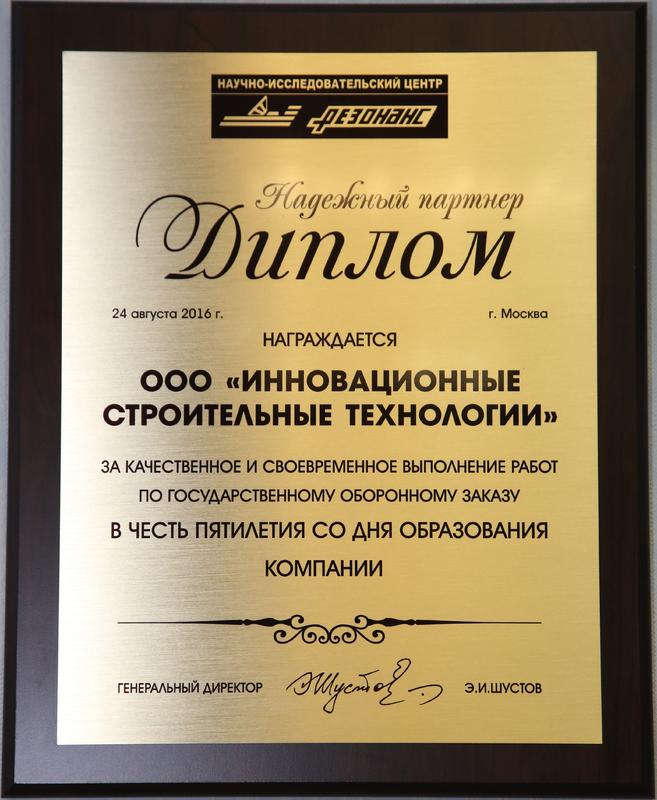 НАУЧНО-ИССЛЕДОВАТЕЛЬСКИЙ ЦЕНТР
РЕЗОНАНС
Надежный партнер
Диплом
24 августа 2016 г. г. Москва
НАГРАЖДАЕТСЯ
ООО «ИННОВАЦИОННЫЕ
СТРОИТЕЛЬНЫЕ ТЕХНОЛОГИИ»
ЗА КАЧЕСТВЕННОЕ И СВОЕВРЕМЕННОЕ ВЫПОЛНЕНИЕ РАБОТ
ПО ГОСУДАРСТВЕННОМУ ОБОРОННОМУ ЗАКАЗУ
В ЧЕСТЬ ПЯТИЛЕТИЯ СО ДНЯ ОБРАЗОВАНИЯ
КОМПАНИИ
ГЕНЕРАЛЬНЫЙ ДИРЕКТОР ЭШустов Э.И.ШУСТОВ